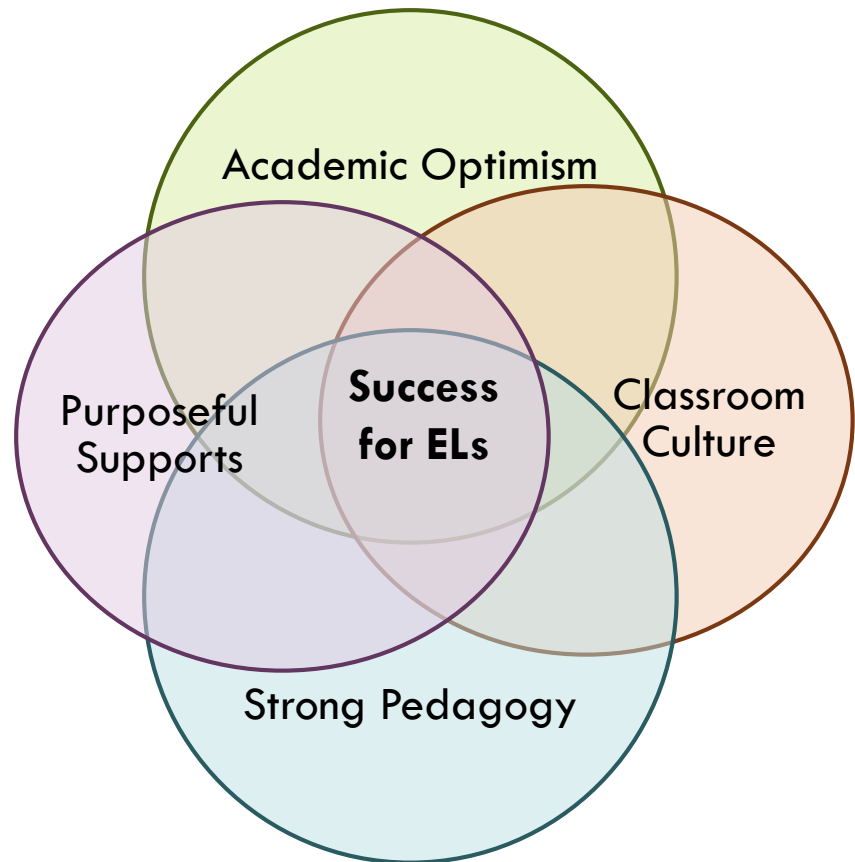 Academic Optimism
Purposeful
Supports
Success
for ELs
Classroom
Culture
Strong Pedagogy